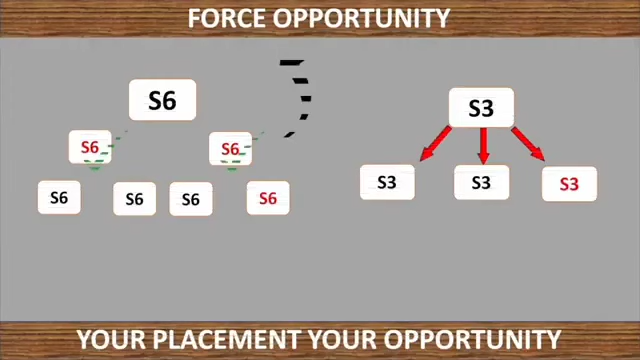 FORCE OPPORTUNITY
S6
S6 S6
S6 S6 S6 S6
S3
S3 S3 S3
YOUR PLACEMENT YOUR OPPORTUNITY